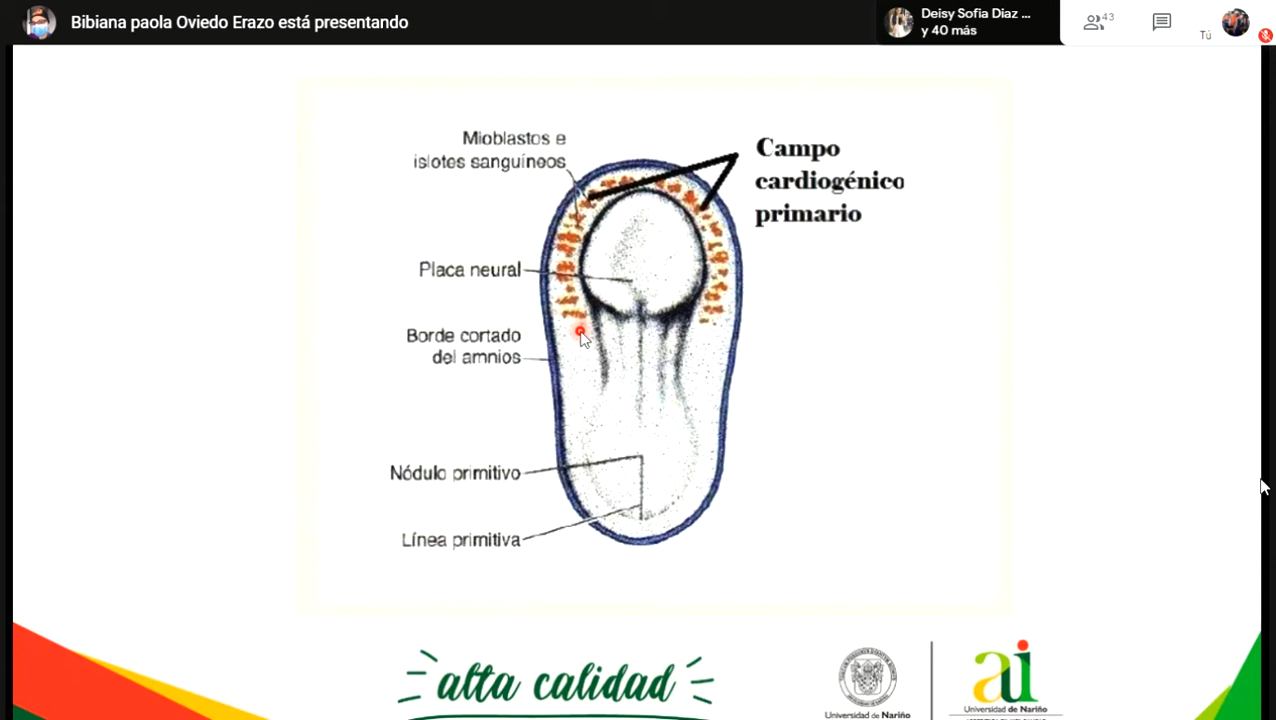 Bibiana paola Oviedo Erazo está presentando
Deisy Sofia Diaz ...
y 40 más
43
Tú
Mioblastos e
islotes sanguíneos
Campo
cardiogénico
primario
Placa neural
Borde cortado
del amnios
Nódulo primitivo
Línea primitiva
alta calidad
Universidad de Nariño
ai
Universidad de Nariño